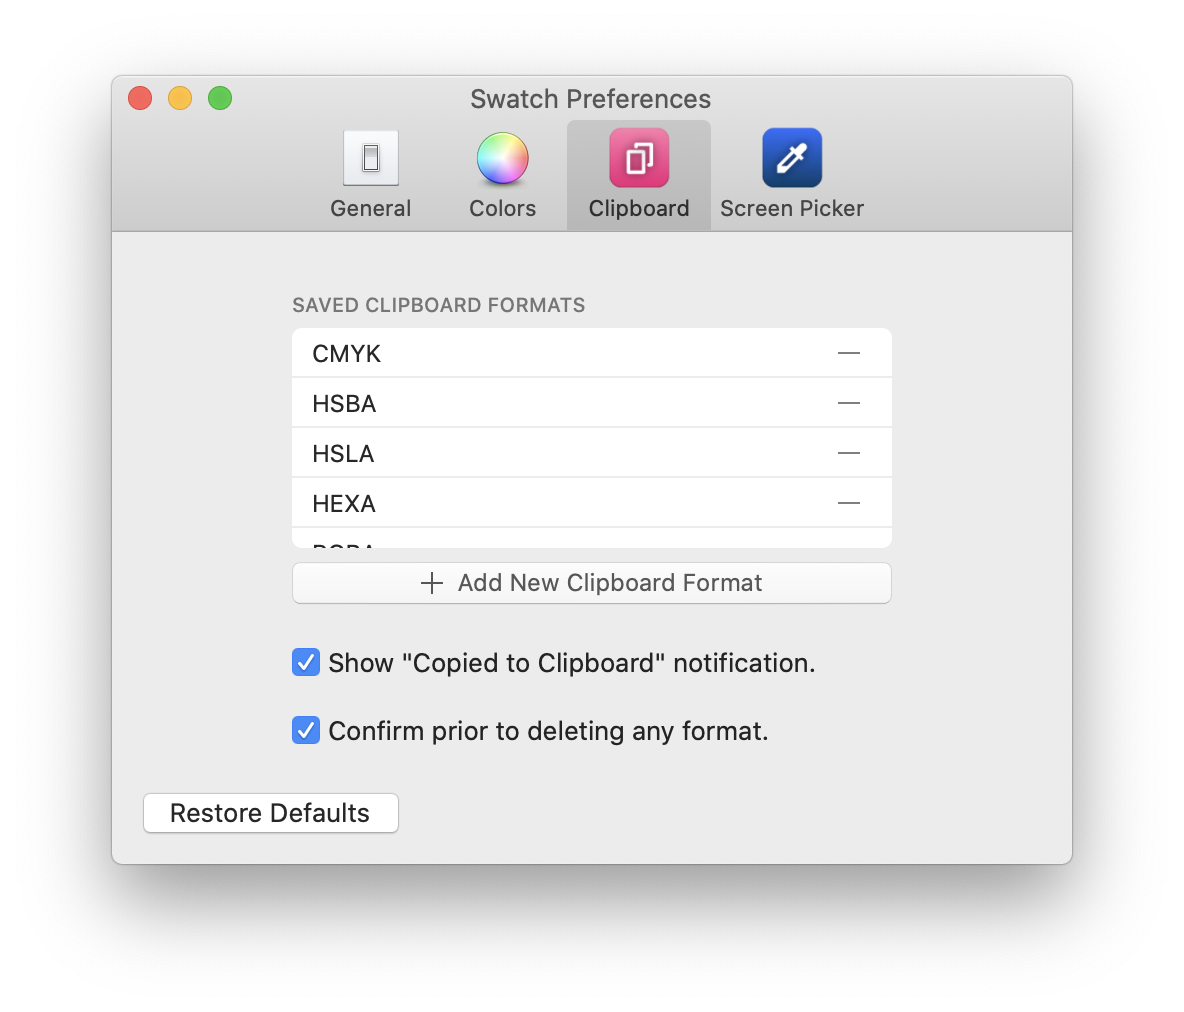 Swatch Preferences
General Colors Clipboard Screen Picker
SAVED CLIPBOARD FORMATS
CMYK
HSBA
HSLA
HEXA
Add New Clipboard Format
Show "Copied to Clipboard" notification.
Confirm prior to deleting any format.
Restore Defaults